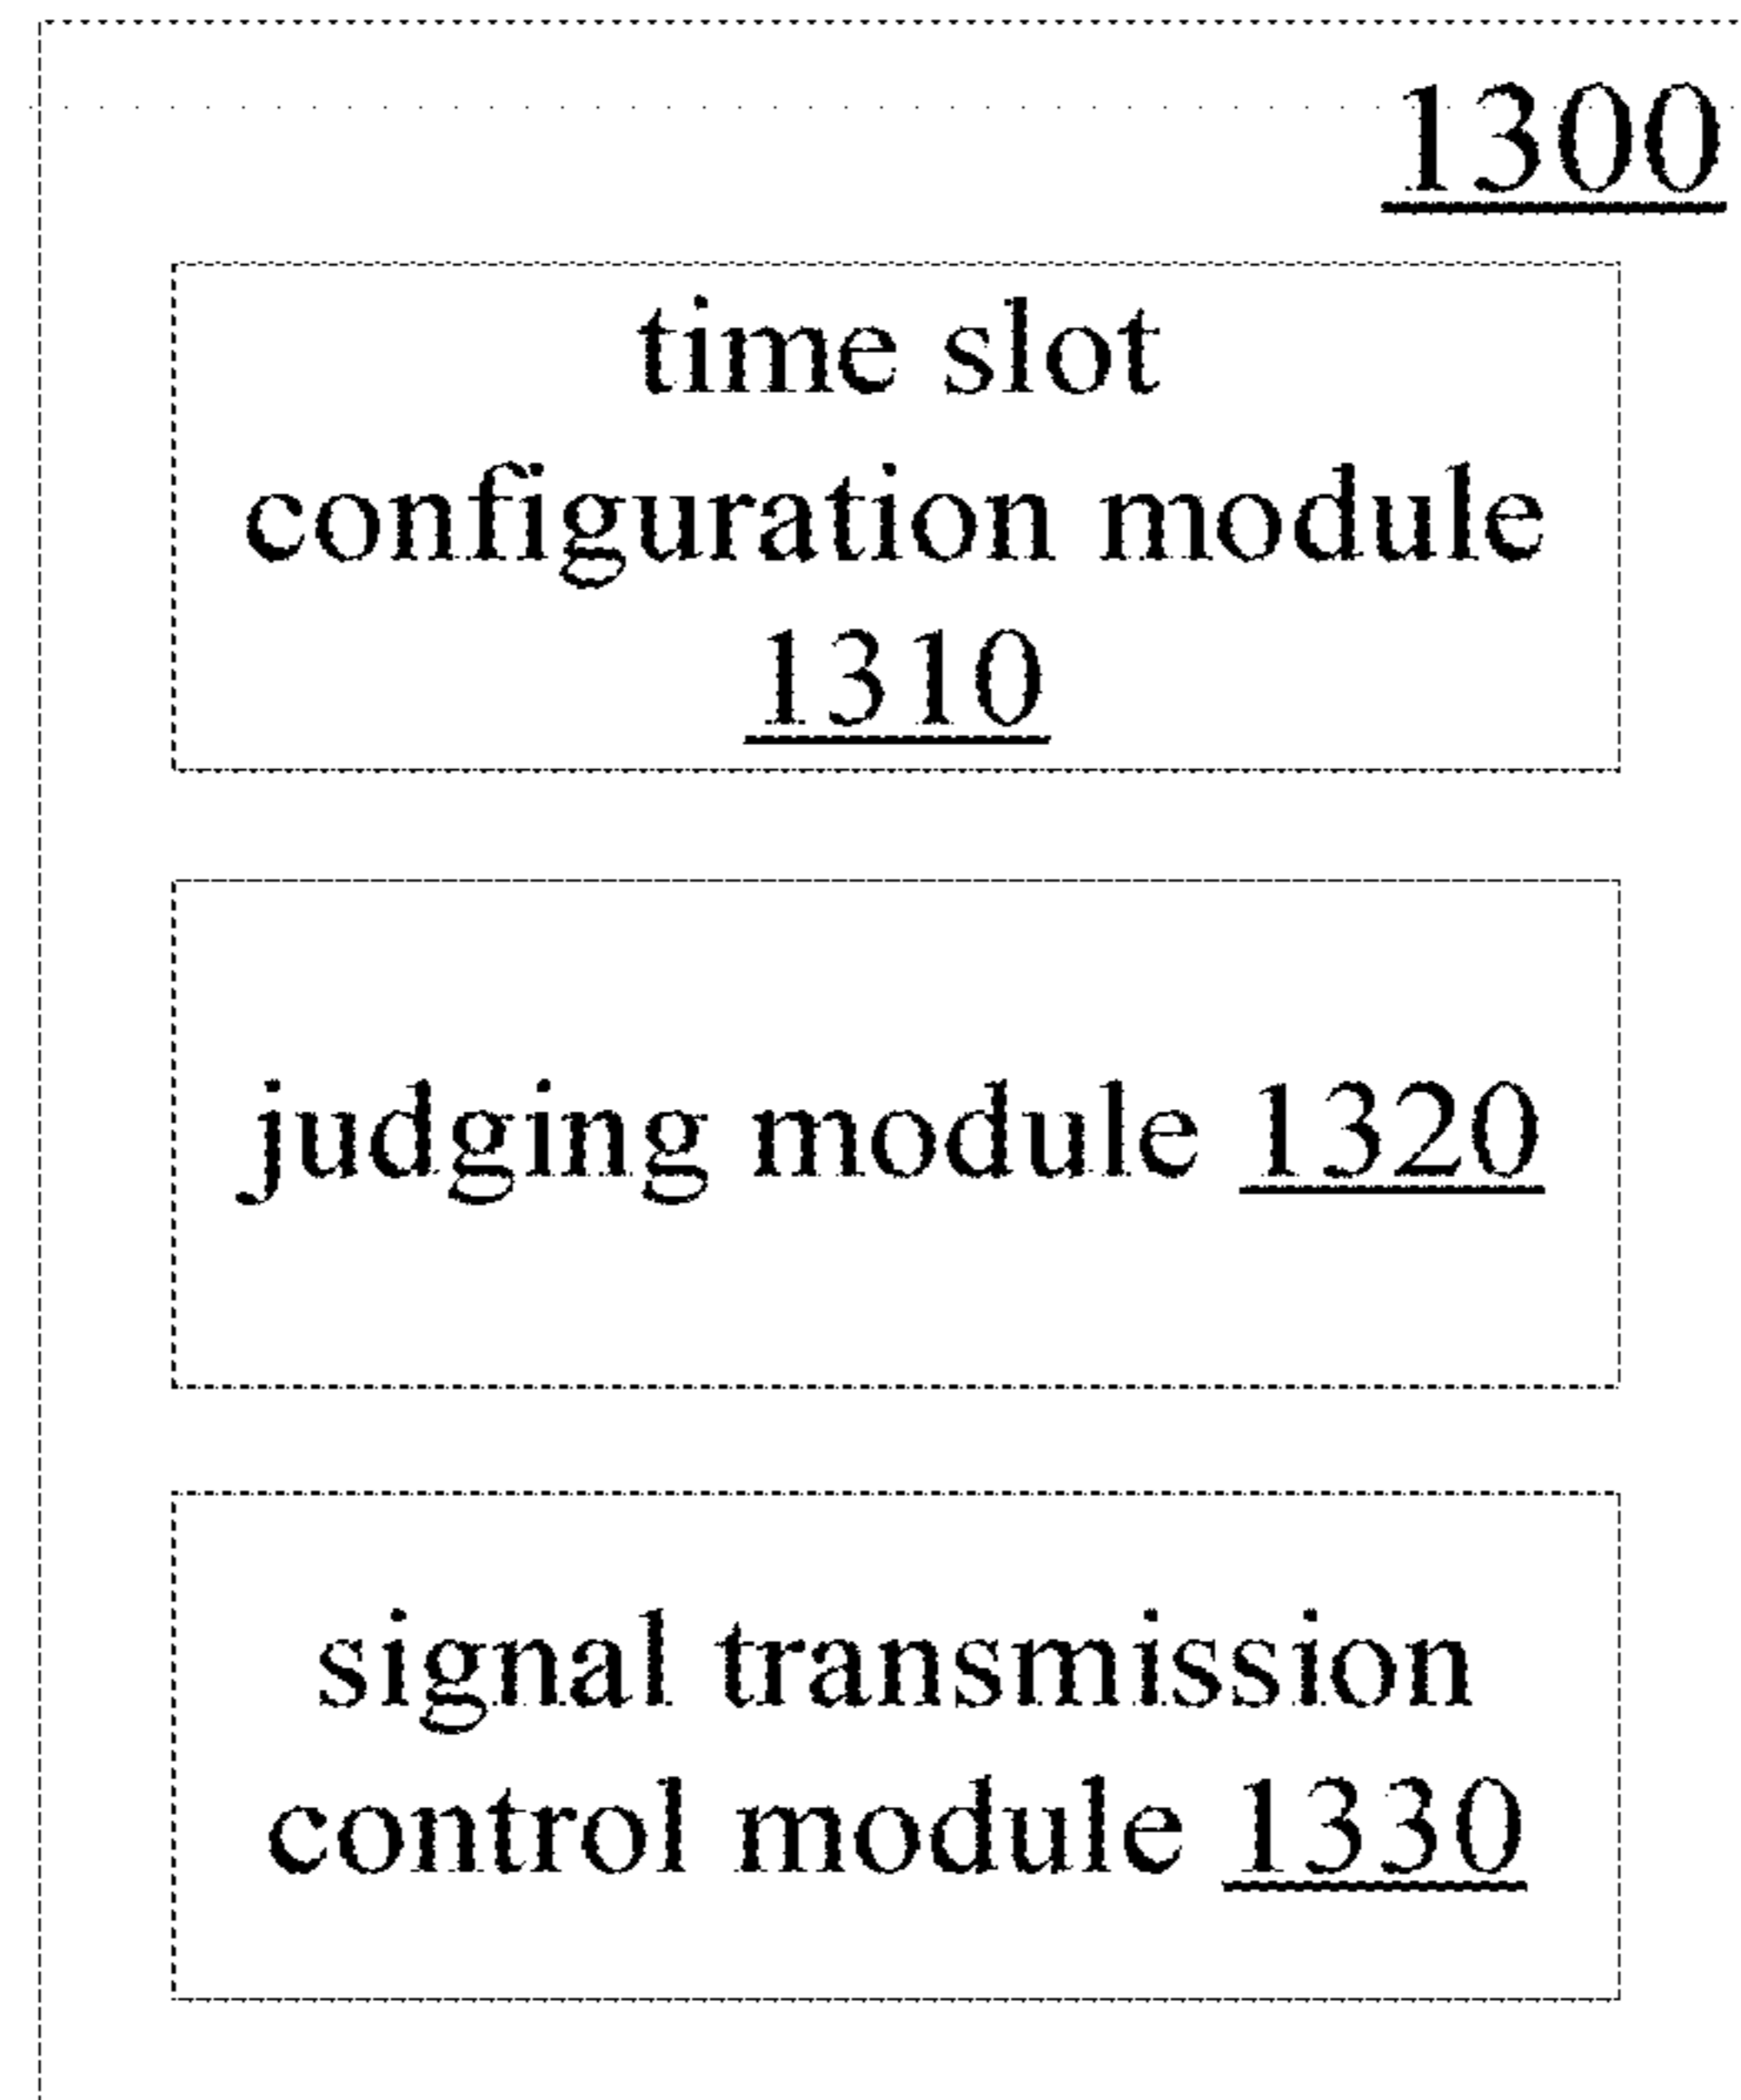 1300
time slot
configuration module
1310
judging module 1320
signal transmission
control module 1330